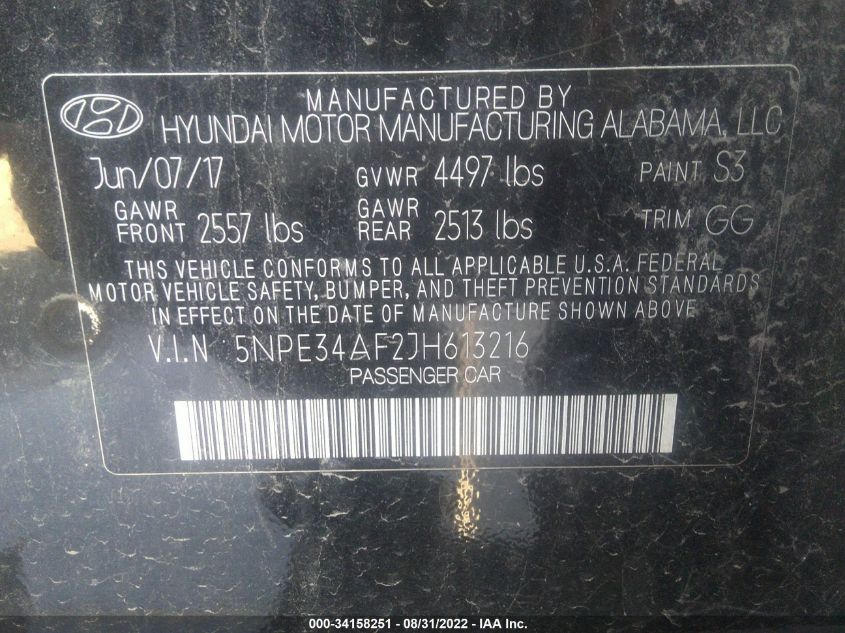 MANUFACTURED BY
HYUNDAI MOTOR MANUFACTURING ALABAMA, LLC
Jun/07/17 GVWR 4497 lbs PAINT S3
GAWR FRONT 2557 lbs GAWR REAR 2513 lbs TRIM GG
THIS VEHICLE CONFORMS TO ALL APPLICABLE U.S.A. FEDERAL
MOTOR VEHICLE SAFETY, BUMPER, AND THEFT PREVENTION STANDARDS
IN EFFECT ON THE DATE OF MANUFACTURE SHOWN ABOVE
V.I.N 5NPE34AF2JH613216
PASSENGER CAR
000-34158251 - 08/31/2022 - IAA Inc.